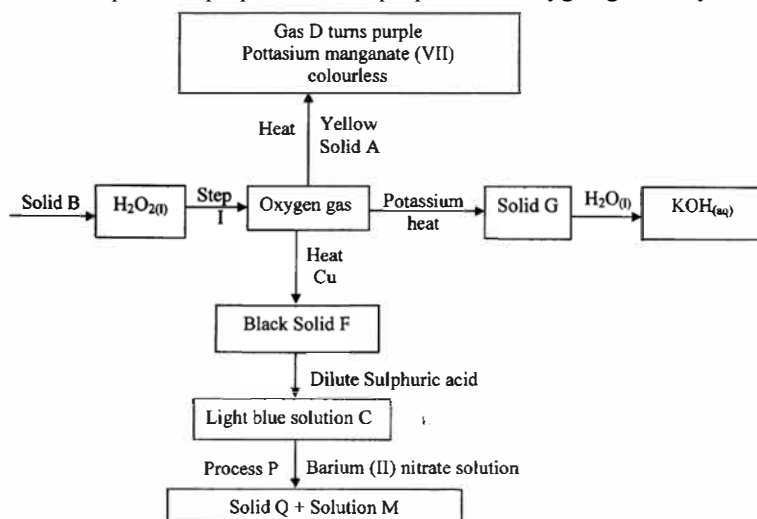 Gas D turns purple
Pottasium manganate (VII)
colourless
Heat
Yellow
Solid A
Solid B
H₂O₂(l)
Step
I
Oxygen gas
Potassium
heat
Solid G
H₂O(l)
KOH(aq)
Heat
Cu
Black Solid F
Dilute Sulphuric acid
Light blue solution C
Process P
Barium (II) nitrate solution
Solid Q + Solution M